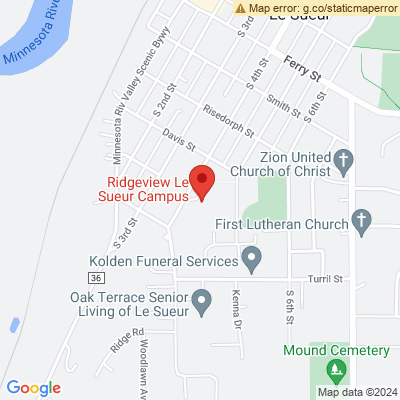 Map error: g.co/staticmaperror
Le Sueur
Minnesota River
Minnesota Riv Valley Scenic Bywy
S 2nd St
S 3rd St
S 4th St
Ferry St
Smith St
S 6th St
Risedorph St
Davis St
Zion United
Church of Christ
Ridgeview Le
Sueur Campus
S 3rd St
First Lutheran Church
Kolden Funeral Services
36
Turril St
Oak Terrace Senior
Living of Le Sueur
Kenna Dr
S 6th St
Ridge Rd
Woodlawn Av
Mound Cemetery
Google
Map data ©2024